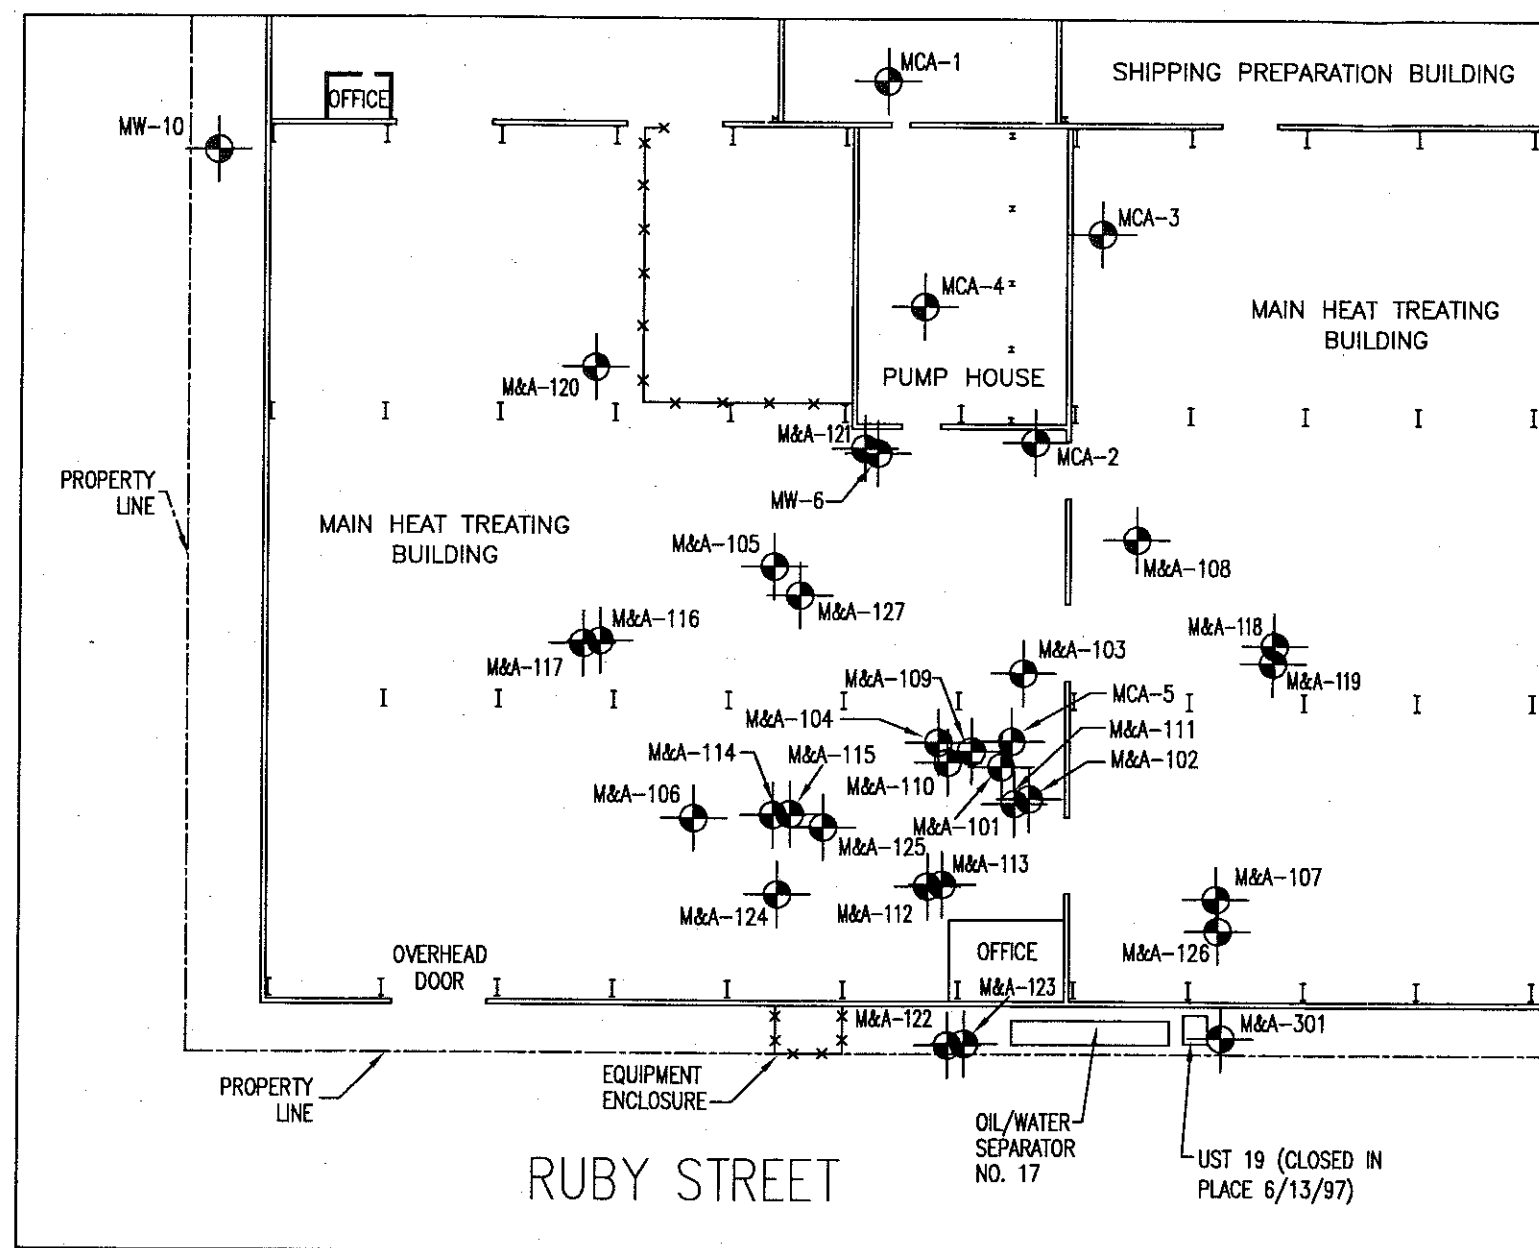 MCA-1
SHIPPING PREPARATION BUILDING
OFFICE
MW-10
MCA-3
MCA-4
MAIN HEAT TREATING
BUILDING
M&A-120
PUMP HOUSE
M&A-121
MCA-2
MW-6
PROPERTY
LINE
MAIN HEAT TREATING
BUILDING
M&A-105
M&A-108
M&A-127
M&A-116
M&A-117
M&A-118
M&A-103
M&A-119
M&A-109
MCA-5
M&A-104
M&A-111
M&A-114
M&A-115
M&A-102
M&A-110
M&A-106
M&A-101
M&A-125
M&A-113
M&A-107
M&A-124
M&A-112
M&A-126
OVERHEAD
DOOR
OFFICE
M&A-123
M&A-122
M&A-301
PROPERTY
LINE
EQUIPMENT
ENCLOSURE
OIL/WATER
SEPARATOR
NO. 17
UST 19 (CLOSED IN
PLACE 6/13/97)
RUBY STREET